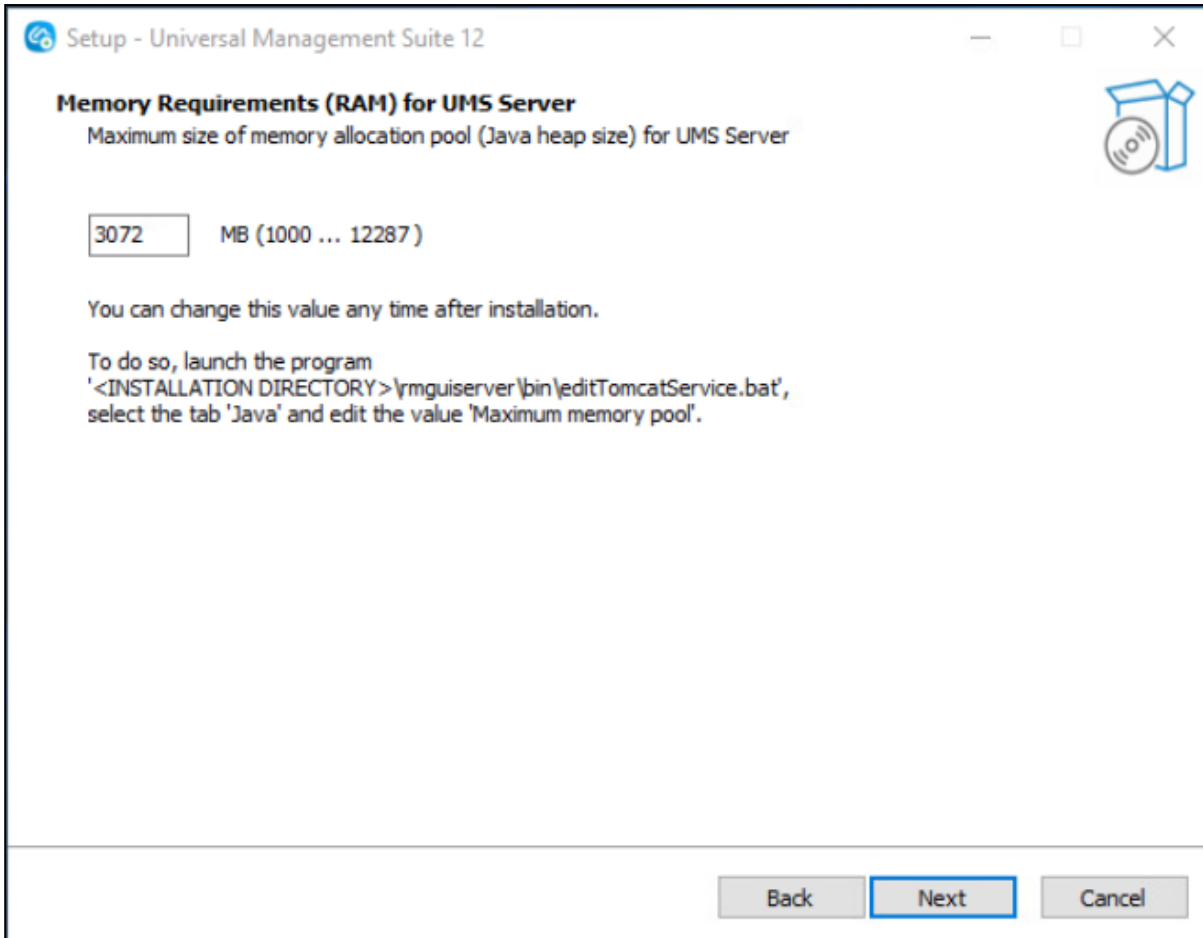 Setup - Universal Management Suite 12
Memory Requirements (RAM) for UMS Server
Maximum size of memory allocation pool (Java heap size) for UMS Server
3072 MB (1000 ... 12287 )
You can change this value any time after installation.
To do so, launch the program
'<INSTALLATION DIRECTORY>\rmguiserver\bin\editTomcatService.bat',
select the tab 'Java' and edit the value 'Maximum memory pool'.
Back Next Cancel